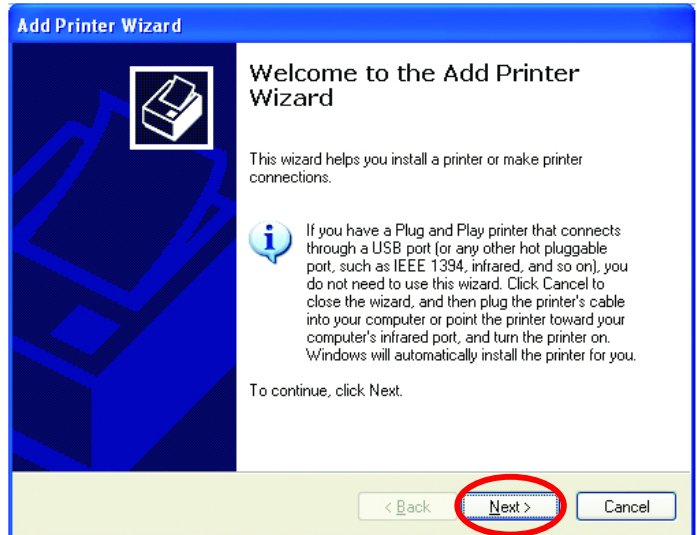 Add Printer Wizard
Welcome to the Add Printer
Wizard
This wizard helps you install a printer or make printer
connections.
If you have a Plug and Play printer that connects
through a USB port (or any other hot pluggable
port, such as IEEE 1394, infrared, and so on), you
do not need to use this wizard. Click Cancel to
close the wizard, and then plug the printer's cable
into your computer or point the printer toward your
computer's infrared port, and turn the printer on.
Windows will automatically install the printer for you.
To continue, click Next.
< Back Next > Cancel